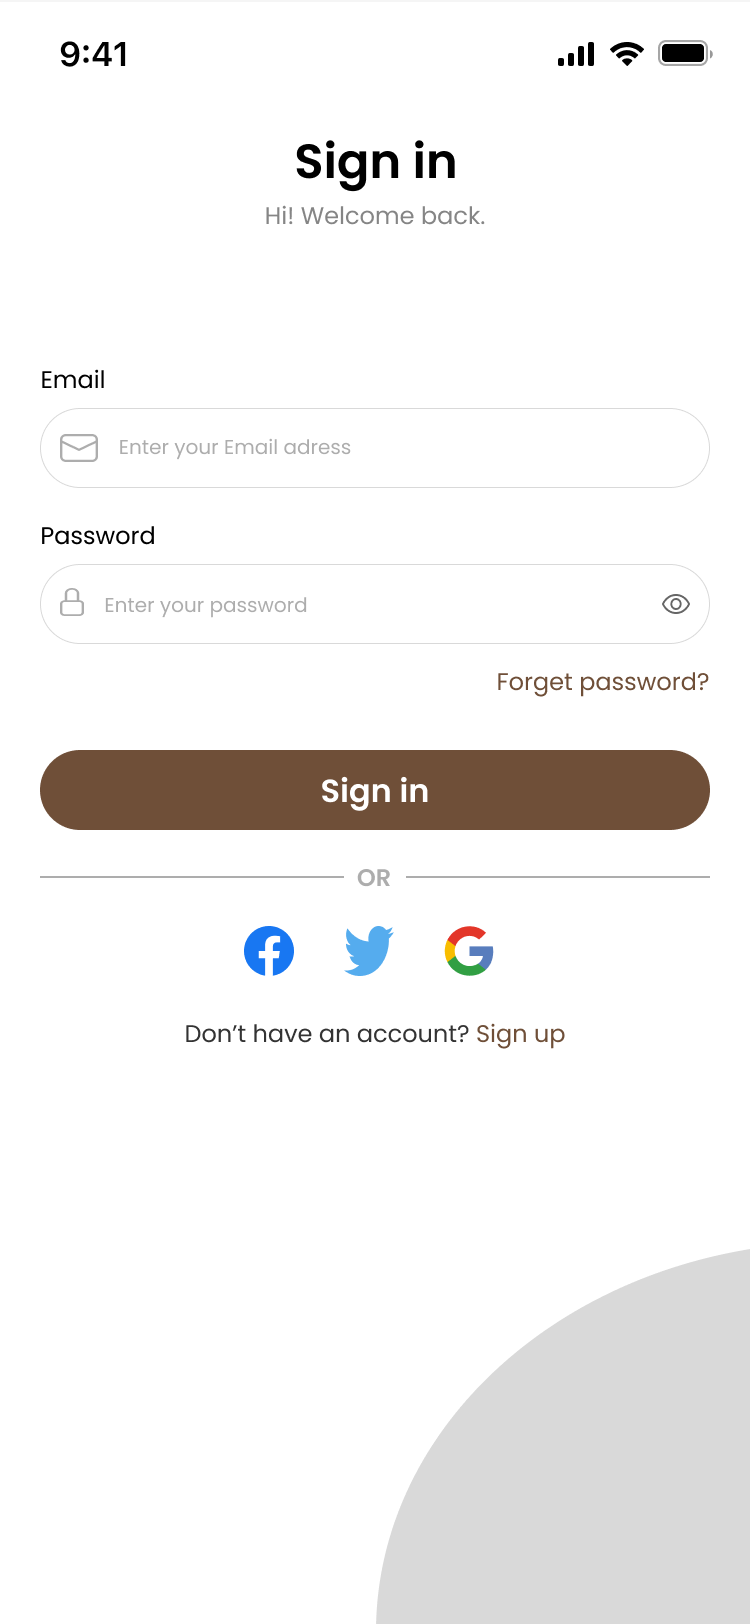 9:41
Sign in
Hi! Welcome back.
Email
Enter your Email adress
Password
Enter your password
Forget password?
Sign in
OR
Don’t have an account? Sign up